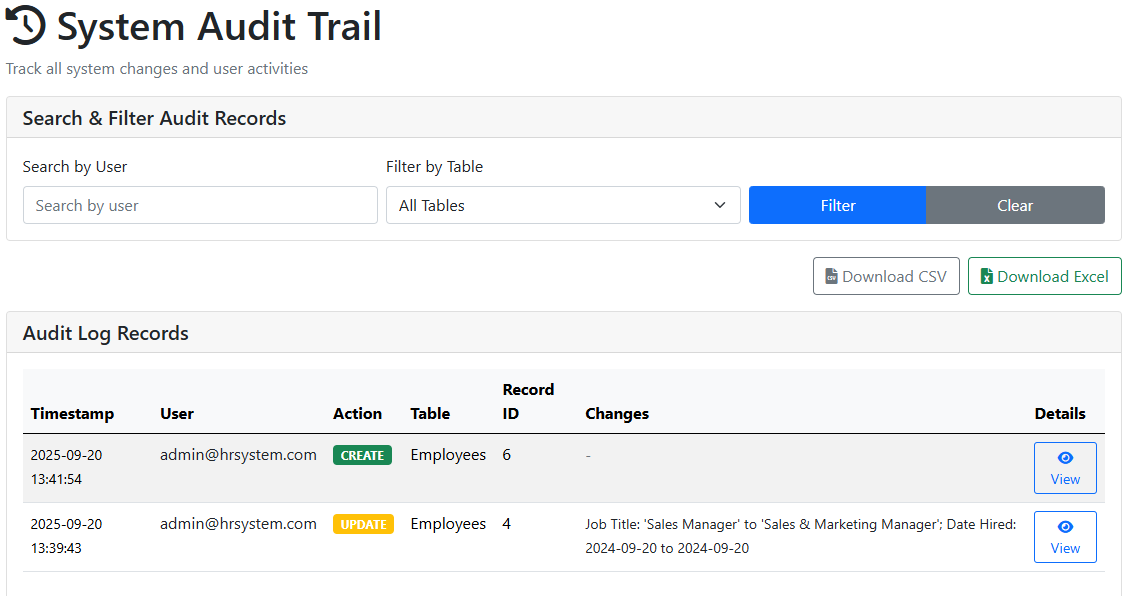 System Audit Trail
Track all system changes and user activities
Search & Filter Audit Records
Search by User
Filter by Table
Search by user
All Tables
Filter
Clear
CSV Download CSV
X Download Excel
Audit Log Records
Timestamp User Action Table Record ID Changes Details
2025-09-20 13:41:54 admin@hrsystem.com CREATE Employees 6 - View
2025-09-20 13:39:43 admin@hrsystem.com UPDATE Employees 4 Job Title: 'Sales Manager' to 'Sales & Marketing Manager'; Date Hired: 2024-09-20 to 2024-09-20 View